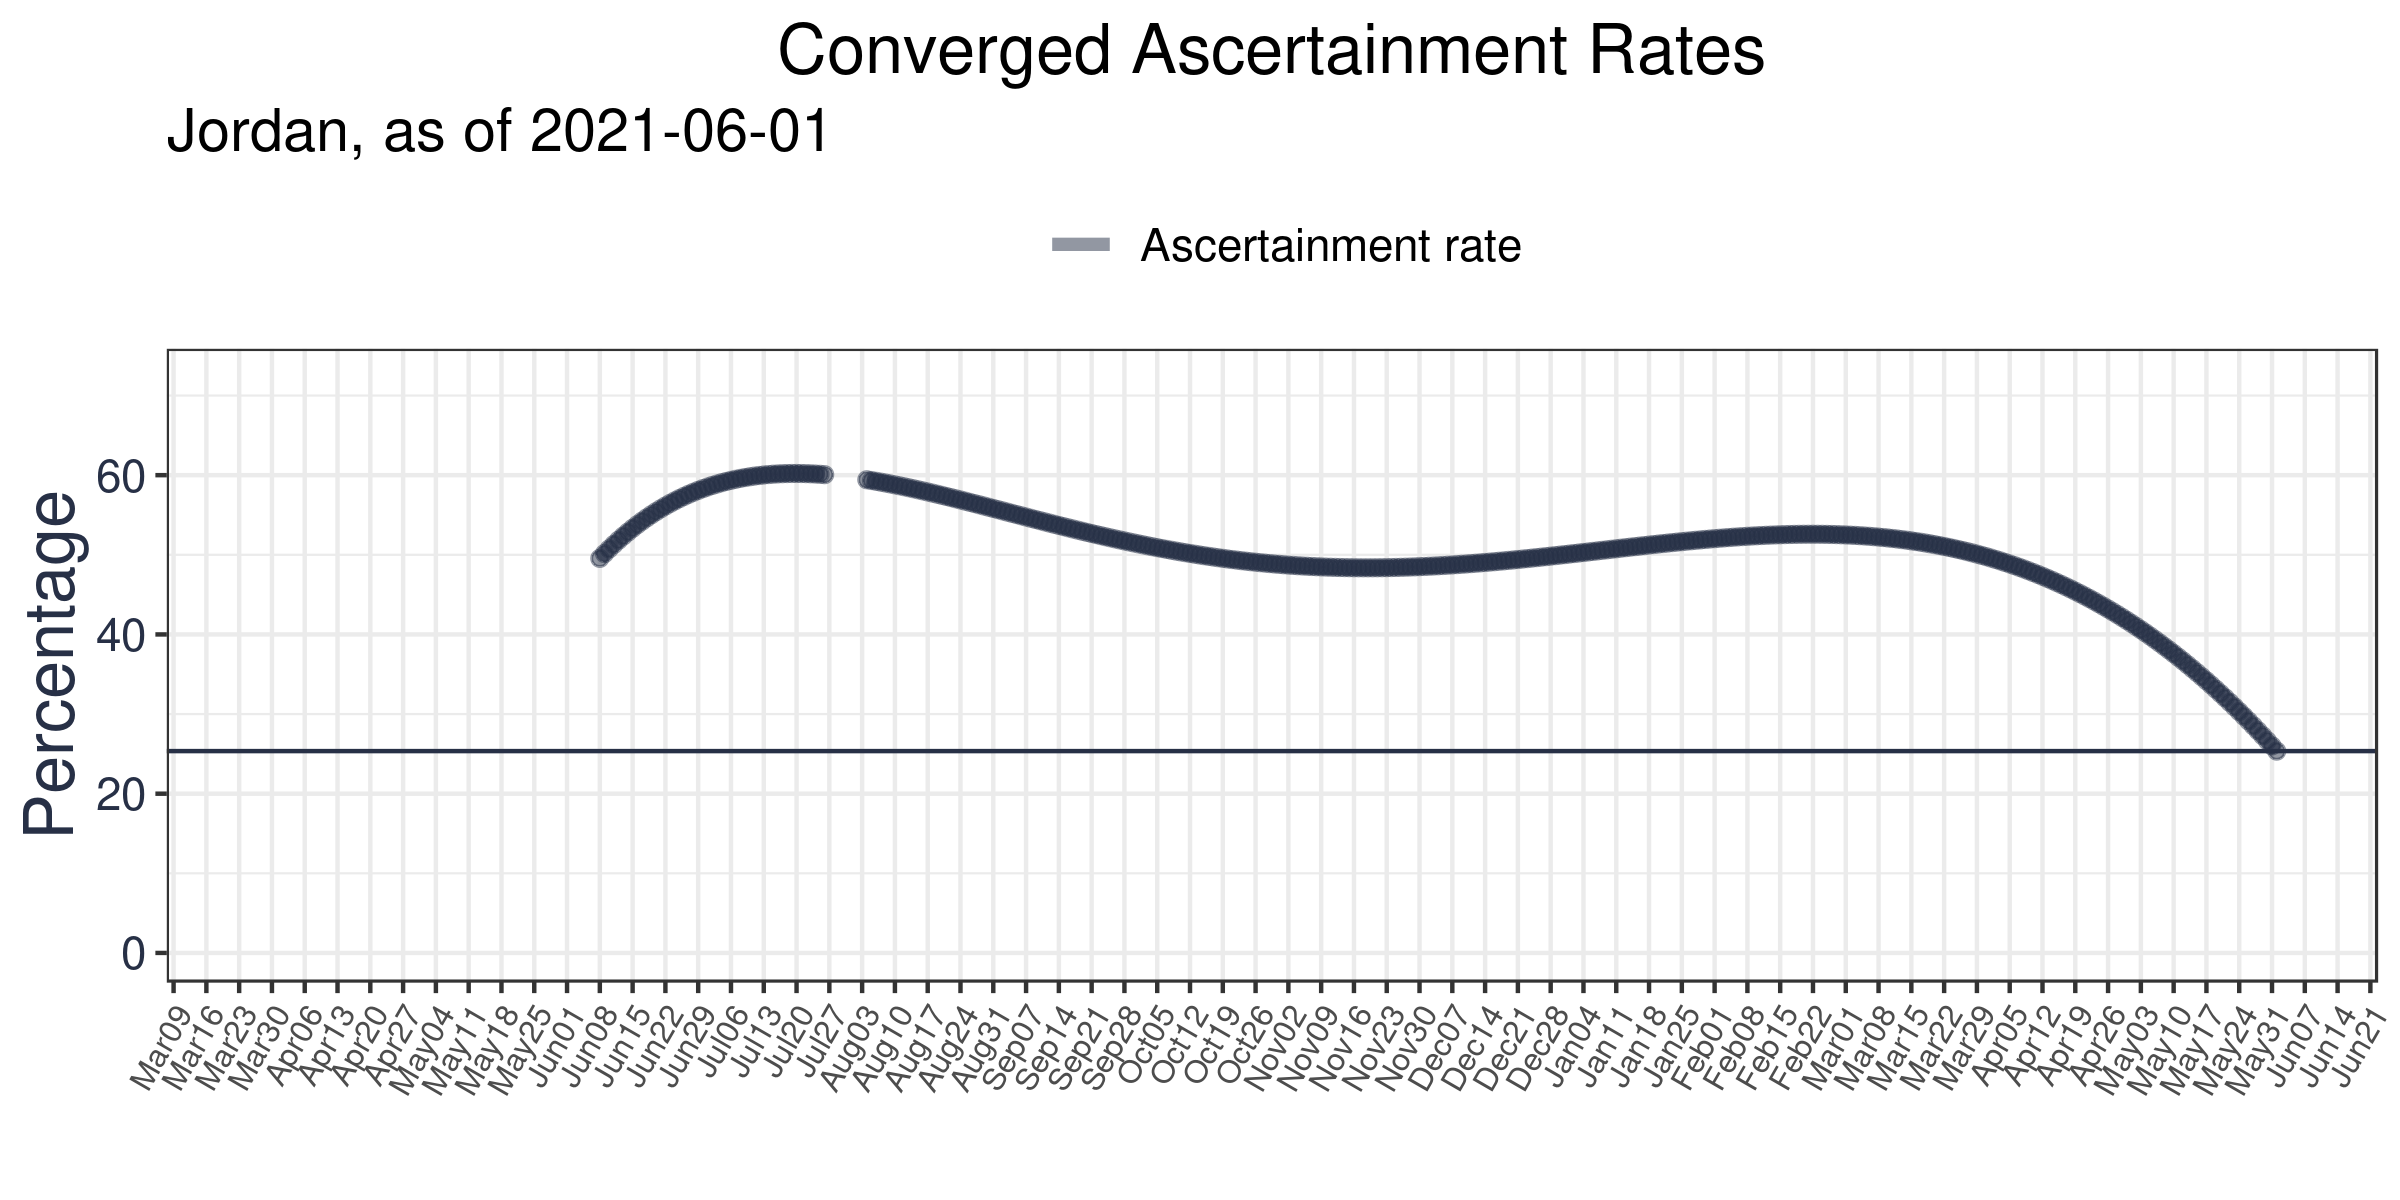 Converged Ascertainment Rates
Jordan, as of 2021-06-01
Ascertainment rate
Percentage
60
40
20
0
Mar09 Mar16 Mar23 Mar30 Apr06 Apr13 Apr20 Apr27 May04 May11 May18 May25 Jun01 Jun08 Jun15 Jun22 Jun29 Jul06 Jul13 Jul20 Jul27 Aug03 Aug10 Aug17 Aug24 Aug31 Sep07 Sep14 Sep21 Sep28 Oct05 Oct12 Oct19 Oct26 Nov02 Nov09 Nov16 Nov23 Nov30 Dec07 Dec14 Dec21 Dec28 Jan04 Jan11 Jan18 Jan25 Feb01 Feb08 Feb15 Feb22 Mar01 Mar08 Mar15 Mar22 Mar29 Apr05 Apr12 Apr19 Apr26 May03 May10 May17 May24 May31 Jun07 Jun14 Jun21